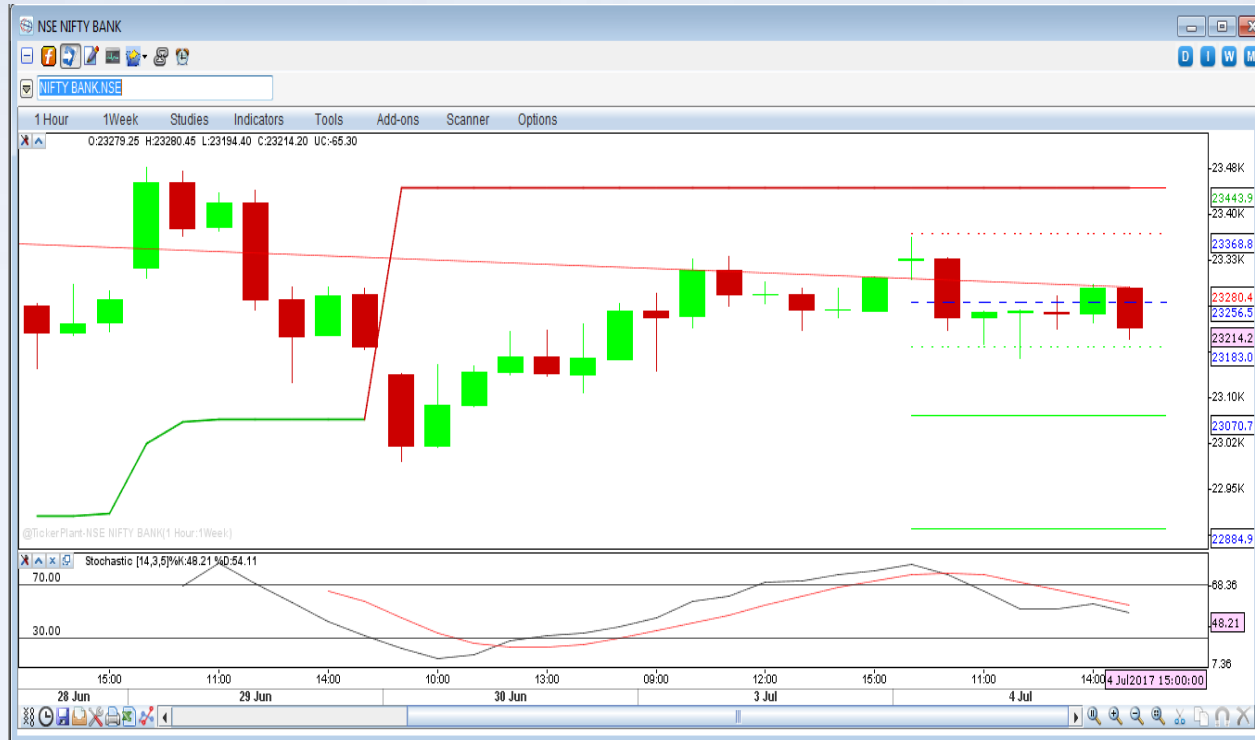 NSE NIFTY BANK
D I W M
NIFTY BANK.NSE
1 Hour 1Week Studies Indicators Tools Add-ons Scanner Options
O:23279.25 H:23280.45 L:23194.40 C:23214.20 UC:-65.30
23.48K
23443.9
23.40K
23368.8
23.33K
23280.4
23256.5
23214.2
23183.0
23.10K
23070.7
23.02K
22.95K
22884.9
@TickerPlant-NSE NIFTY BANK(1 Hour:1Week)
Stochastic [14,3,5]%K:48.21 %D:54.11
70.00
68.36
30.00
48.21
7.36
15:00 11:00 14:00 10:00 13:00 09:00 12:00 15:00 11:00 14:00 4 Jul2017 15:00:00
28 Jun 29 Jun 30 Jun 3 Jul 4 Jul